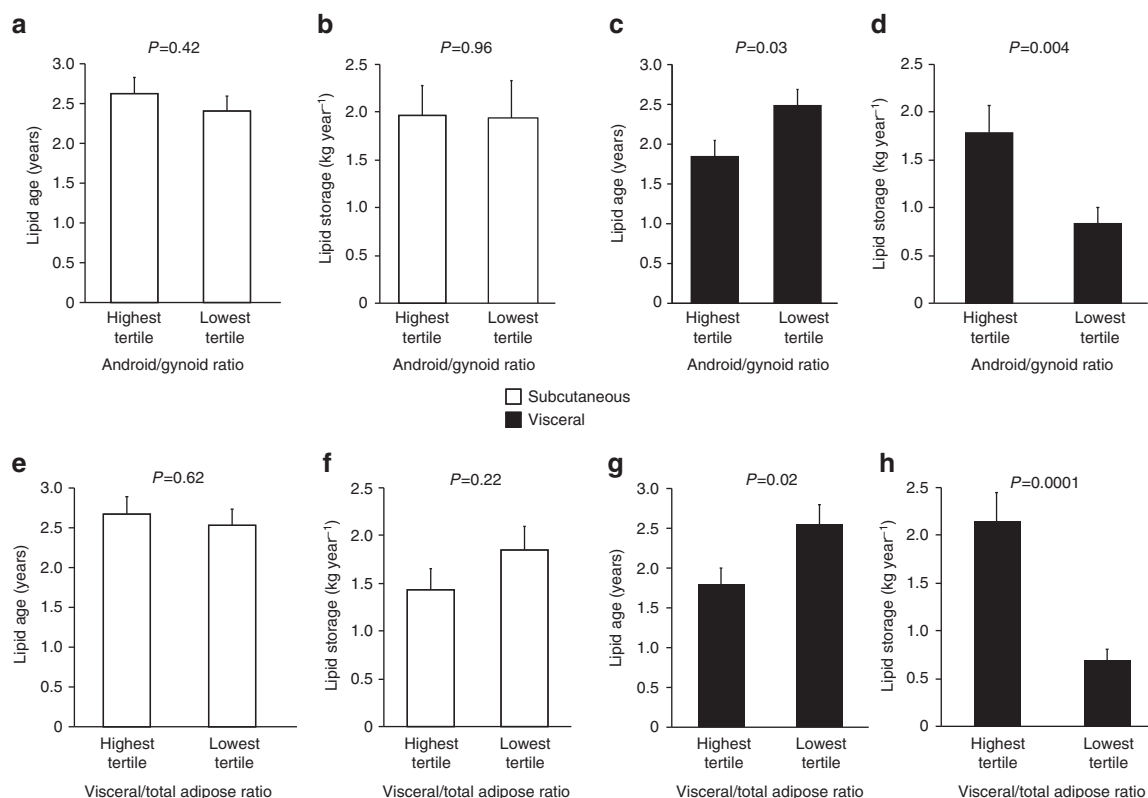 a
P=0.42
Lipid age (years)
3.0
2.5
2.0
1.5
1.0
0.5
0
Highest tertile
Lowest tertile
Android/gynoid ratio
b
P=0.96
Lipid storage (kg year⁻¹)
2.5
2.0
1.5
1.0
0.5
0
Highest tertile
Lowest tertile
Android/gynoid ratio
c
P=0.03
Lipid age (years)
3.0
2.5
2.0
1.5
1.0
0.5
0
Highest tertile
Lowest tertile
Android/gynoid ratio
d
P=0.004
Lipid storage (kg year⁻¹)
2.5
2.0
1.5
1.0
0.5
0
Highest tertile
Lowest tertile
Android/gynoid ratio
Subcutaneous
Visceral
e
P=0.62
Lipid age (years)
3.0
2.5
2.0
1.5
1.0
0.5
0
Highest tertile
Lowest tertile
Visceral/total adipose ratio
f
P=0.22
Lipid storage (kg year⁻¹)
2.5
2.0
1.5
1.0
0.5
0
Highest tertile
Lowest tertile
Visceral/total adipose ratio
g
P=0.02
Lipid age (years)
3.0
2.5
2.0
1.5
1.0
0.5
0
Highest tertile
Lowest tertile
Visceral/total adipose ratio
h
P=0.0001
Lipid storage (kg year⁻¹)
2.5
2.0
1.5
1.0
0.5
0
Highest tertile
Lowest tertile
Visceral/total adipose ratio